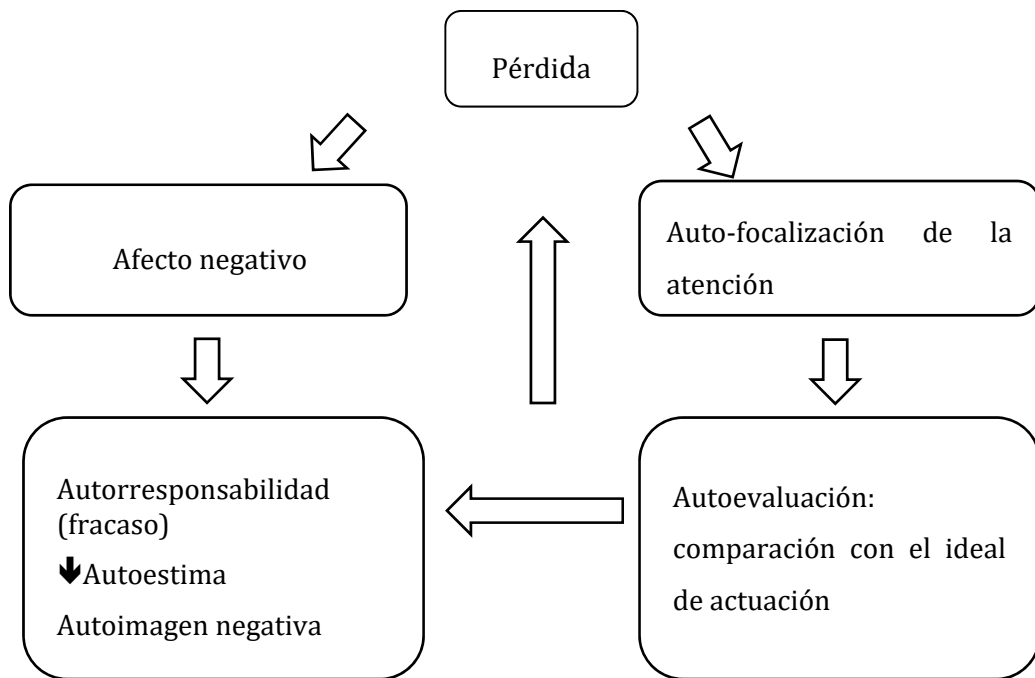 Pérdida
Afecto negativo
Auto-focalización de la
atención
Autorresponsabilidad
(fracaso)
🡻Autoestima
Autoimagen negativa
Autoevaluación:
comparación con el ideal
de actuación